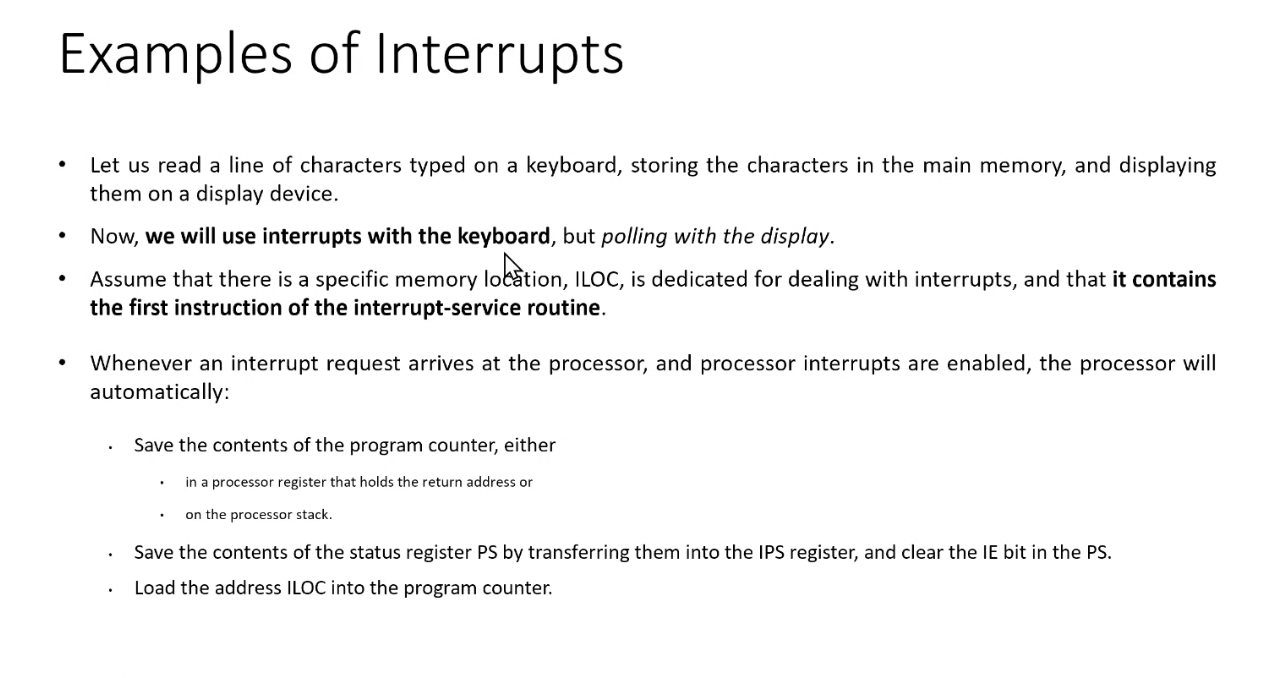 Examples of Interrupts
• Let us read a line of characters typed on a keyboard, storing the characters in the main memory, and displaying
them on a display device.
• Now, we will use interrupts with the keyboard, but polling with the display.
• Assume that there is a specific memory location, ILOC, is dedicated for dealing with interrupts, and that it contains
the first instruction of the interrupt-service routine.
• Whenever an interrupt request arrives at the processor, and processor interrupts are enabled, the processor will
automatically:
• Save the contents of the program counter, either
• in a processor register that holds the return address or
• on the processor stack.
• Save the contents of the status register PS by transferring them into the IPS register, and clear the IE bit in the PS.
• Load the address ILOC into the program counter.